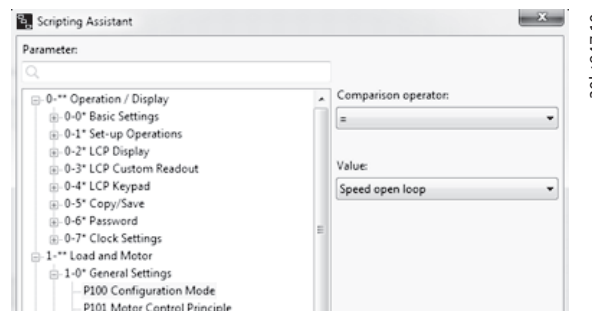 Scripting Assistant
Parameter:
0-** Operation / Display
0-0* Basic Settings
0-1* Set-up Operations
0-2* LCP Display
0-3* LCP Custom Readout
0-4* LCP Keypad
0-5* Copy/Save
0-6* Password
0-7* Clock Settings
1-** Load and Motor
1-0* General Settings
P100 Configuration Mode
P101 Motor Control Principle
Comparison operator:
=
Value:
Speed open loop